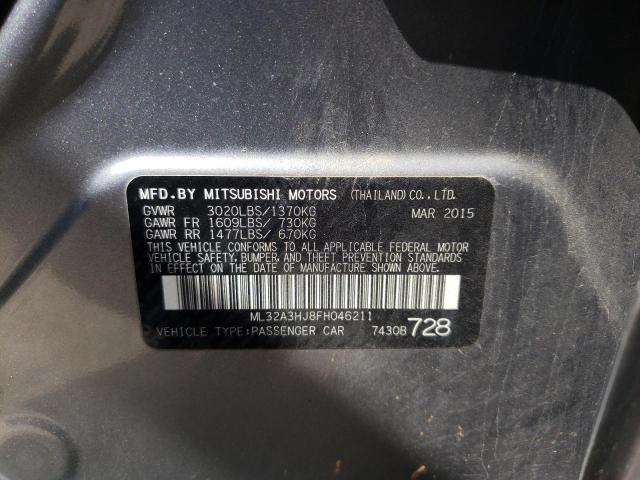 MFD.BY MITSUBISHI MOTORS (THAILAND) CO., LTD.
GVWR 3020LBS/1370KG MAR 2015
GAWR FR 1609LBS/ 730KG
GAWR RR 1477LBS/ 670KG
THIS VEHICLE CONFORMS TO ALL APPLICABLE FEDERAL MOTOR
VEHICLE SAFETY, BUMPER, AND THEFT PREVENTION STANDARDS
IN EFFECT ON THE DATE OF MANUFACTURE SHOWN ABOVE.
ML32A3HJ8FH046211
VEHICLE TYPE:PASSENGER CAR 7430B 728